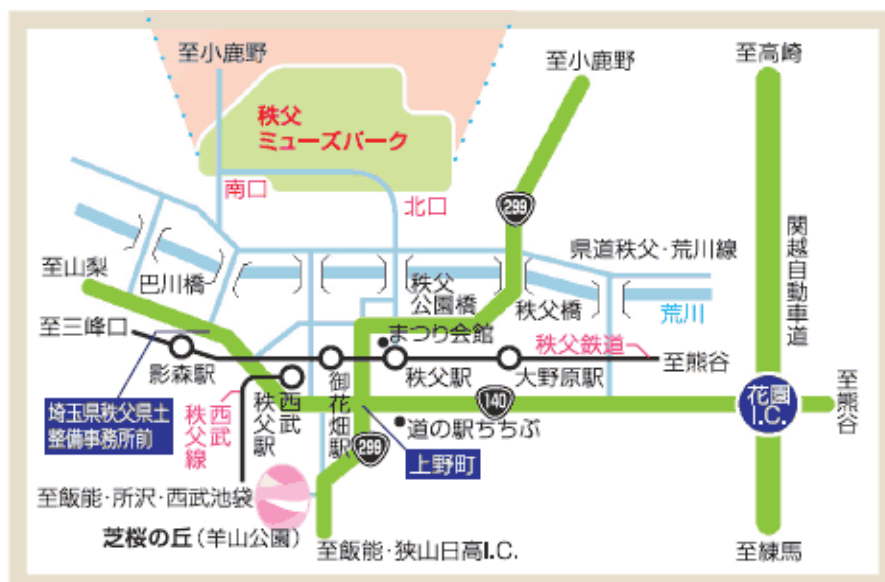 至小鹿野
至小鹿野
至高崎
秩父
ミューズパーク
南口
北口
299
関越自動車道
県道秩父・荒川線
至山梨
巴川橋
秩父
公園橋
秩父橋
荒川
至三峰口
まつり会館
秩父鉄道
至熊谷
影森駅
秩父駅
大野原駅
御花畑駅
西武
秩父駅
西武
秩父線
埼玉県秩父県土
整備事務所前
140
花園
I.C.
至熊谷
道の駅ちちぶ
299
上野町
至飯能・所沢・西武池袋
芝桜の丘(羊山公園)
至飯能・狭山日高I.C.
至練馬